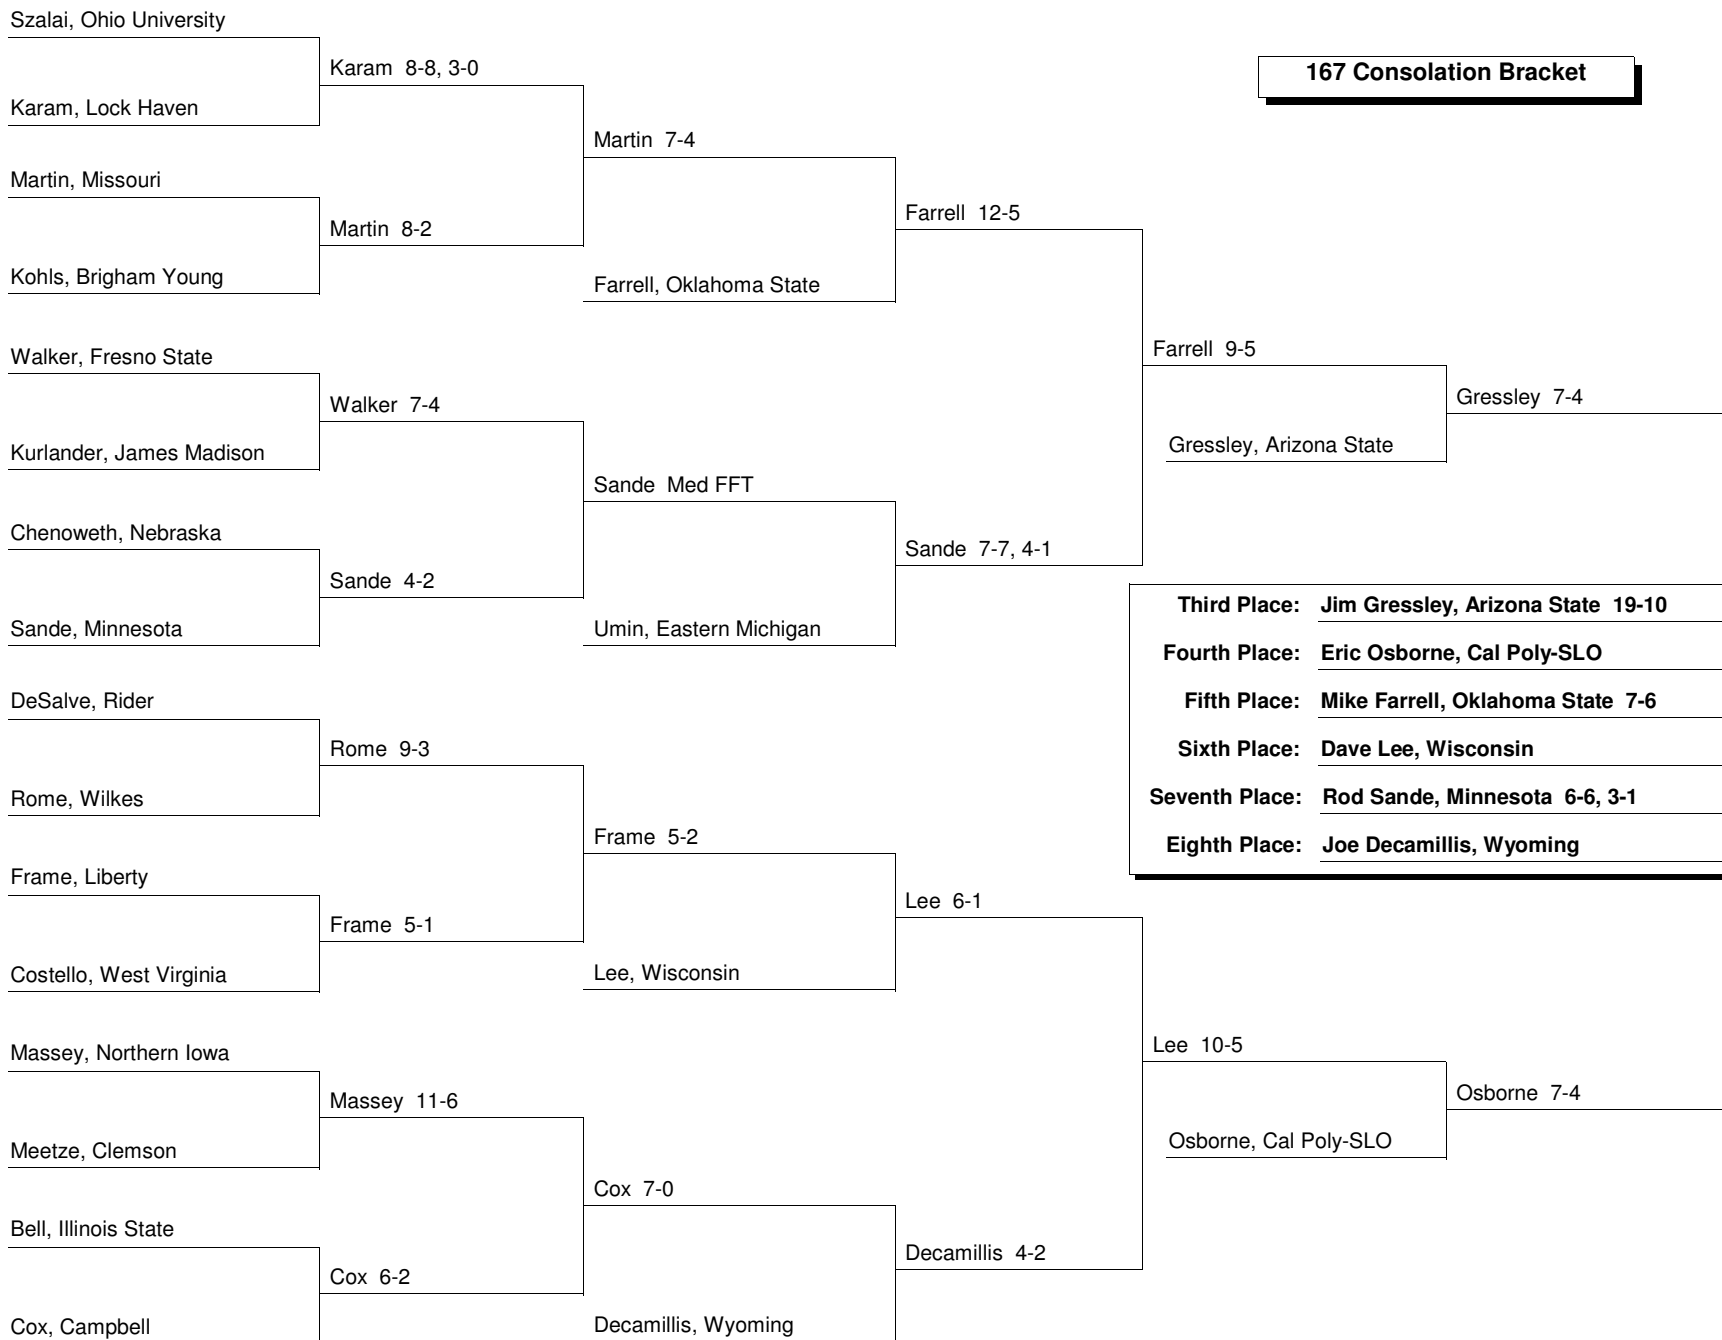 Szalai, Ohio University
Karam 8-8, 3-0
167 Consolation Bracket
Karam, Lock Haven
Martin 7-4
Martin, Missouri
Farrell 12-5
Martin 8-2
Kohls, Brigham Young
Farrell, Oklahoma State
Farrell 9-5
Walker, Fresno State
Gressley 7-4
Walker 7-4
Gressley, Arizona State
Kurlander, James Madison
Sande Med FFT
Chenoweth, Nebraska
Sande 7-7, 4-1
Sande 4-2
Third Place: Jim Gressley, Arizona State 19-10
Sande, Minnesota
Umin, Eastern Michigan
Fourth Place: Eric Osborne, Cal Poly-SLO
DeSalve, Rider
Fifth Place: Mike Farrell, Oklahoma State 7-6
Rome 9-3
Sixth Place: Dave Lee, Wisconsin
Rome, Wilkes
Seventh Place: Rod Sande, Minnesota 6-6, 3-1
Frame 5-2
Eighth Place: Joe Decamillis, Wyoming
Frame, Liberty
Lee 6-1
Frame 5-1
Costello, West Virginia
Lee, Wisconsin
Massey, Northern Iowa
Lee 10-5
Massey 11-6
Osborne 7-4
Meetze, Clemson
Osborne, Cal Poly-SLO
Cox 7-0
Bell, Illinois State
Decamillis 4-2
Cox 6-2
Cox, Campbell
Decamillis, Wyoming